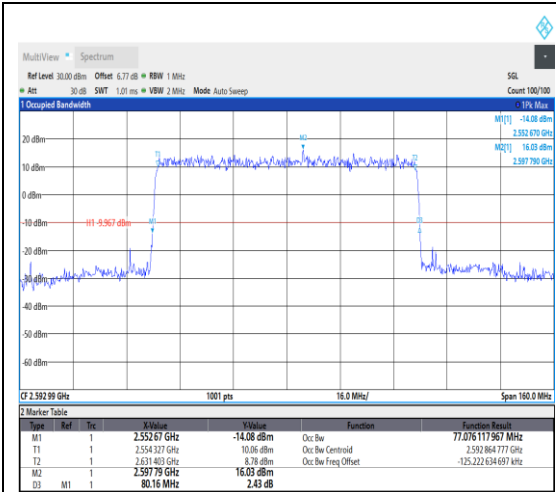 MultiView Spectrum
Ref Level 30.00 dBm Offset 6.77 dB RBW 1 MHz SGL
Att 30 dB SWT 1.01 ms VBW 2 MHz Mode Auto Sweep Count 100/100
1 Occupied Bandwidth 1Pk Max
M1[1] -14.08 dBm
2.552 670 GHz
M2[1] 16.03 dBm
2.597 790 GHz
M2
20 dBm
T1
10 dBm
0 dBm
-10 dBm H1 -9.967 dBm M1
-20 dBm
-30 dBm
-40 dBm
-50 dBm
-60 dBm
CF 2.592 99 GHz 1001 pts 16.0 MHz/ Span 160.0 MHz
2 Marker Table
Type Ref Trc X-Value Y-Value Function Function Result
M1 1 2.552 67 GHz -14.08 dBm Occ Bw 77.076 117 967 MHz
T1 1 2.554 327 GHz 10.06 dBm Occ Bw Centroid 2.592 864 777 GHz
T2 1 2.631 403 GHz 8.78 dBm Occ Bw Freq Offset -125.222 634 697 kHz
M2 1 2.597 79 GHz 16.03 dBm
D3 M1 1 80.16 MHz 2.43 dB